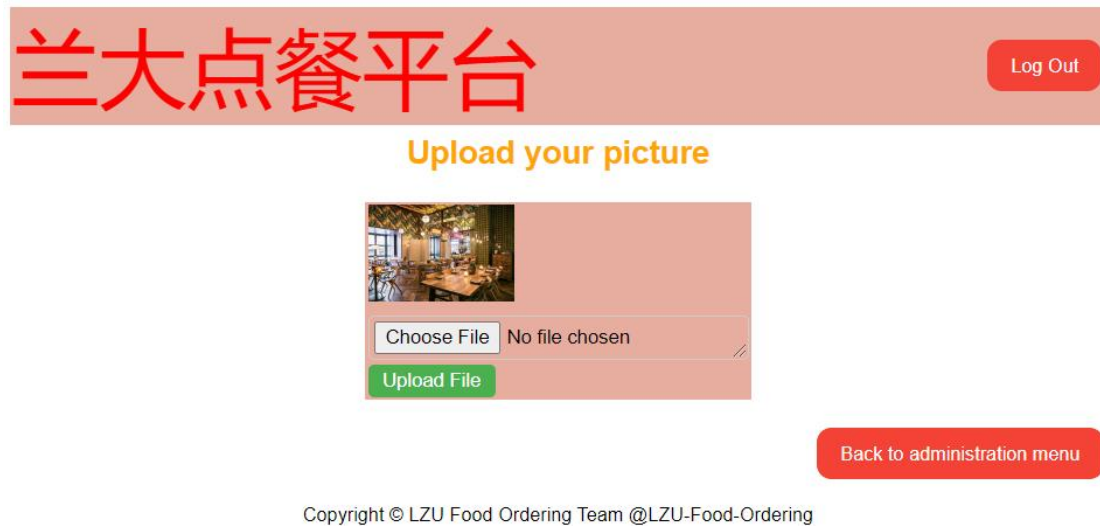 兰大点餐平台
Log Out
Upload your picture
Choose File No file chosen
Upload File
Back to administration menu
Copyright © LZU Food Ordering Team @LZU-Food-Ordering